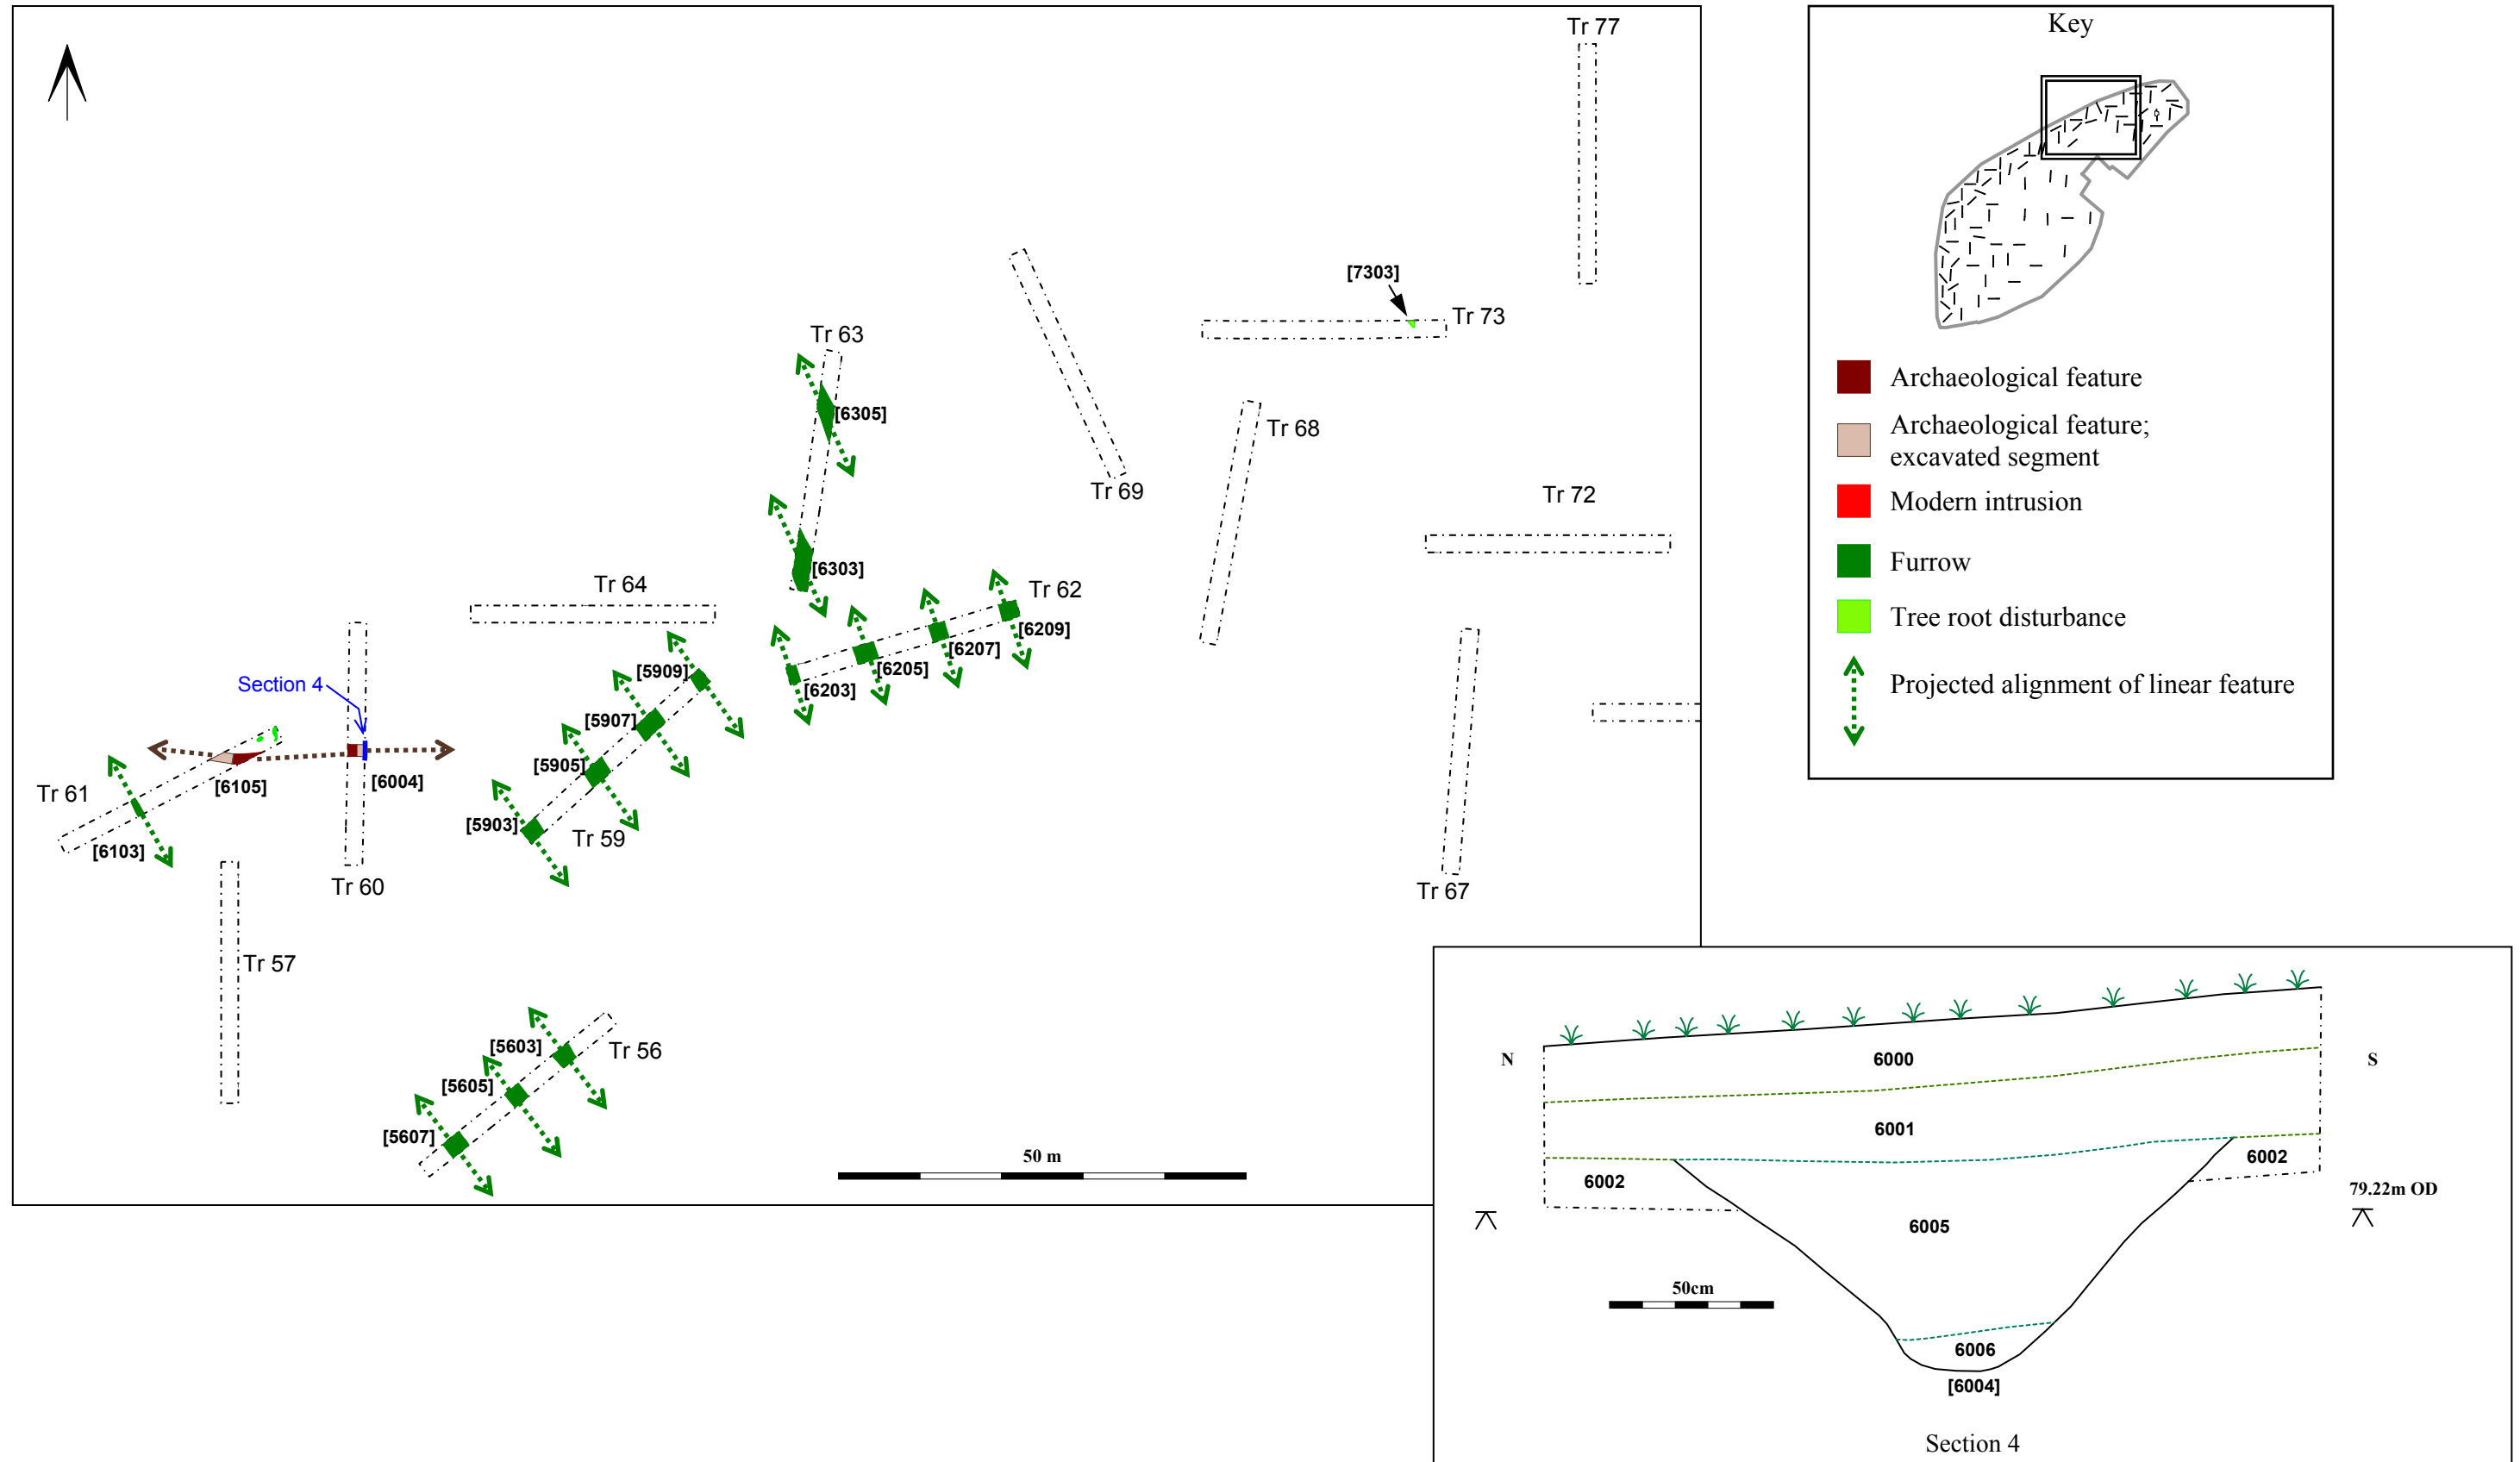 Tr 77
[7303]
Tr 73
Tr 63
[6305]
Tr 68
Tr 69
Tr 72
[6303]
Tr 64
Tr 62
[6209]
[6207]
[6205]
[6203]
[5909]
Section 4
[5907]
[5905]
[6105]
[6004]
Tr 61
[5903]
Tr 59
[6103]
Tr 60
Tr 67
Tr 57
[5603]
Tr 56
[5605]
[5607]
50 m
Key
Archaeological feature
Archaeological feature;
excavated segment
Modern intrusion
Furrow
Tree root disturbance
Projected alignment of linear feature
N
6000
S
6001
6002
6002
79.22m OD
6005
50cm
6006
[6004]
Section 4